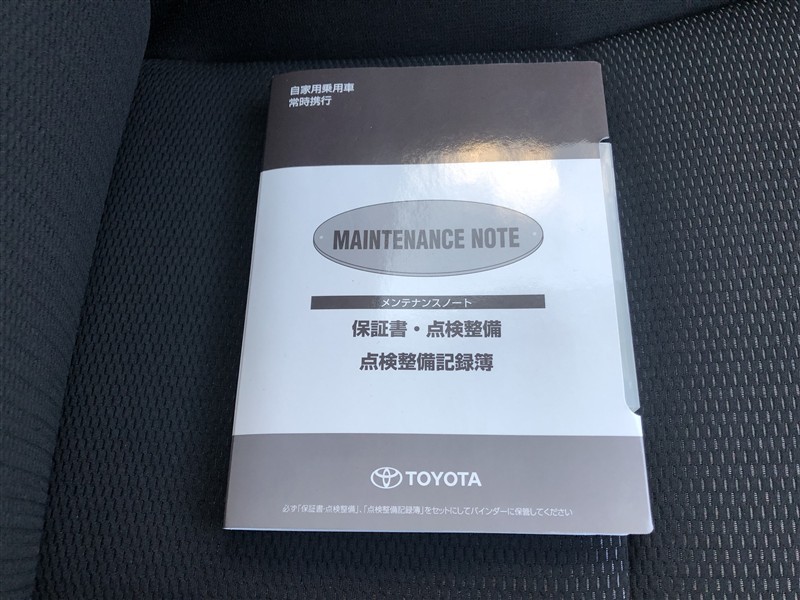 自家用乗用車
常時携行
MAINTENANCE NOTE
メンテナンスノート
保証書・点検整備
点検整備記録簿
TOYOTA
必ず「保証書・点検整備」、「点検整備記録簿」をセットにしてバインダーに保管してください